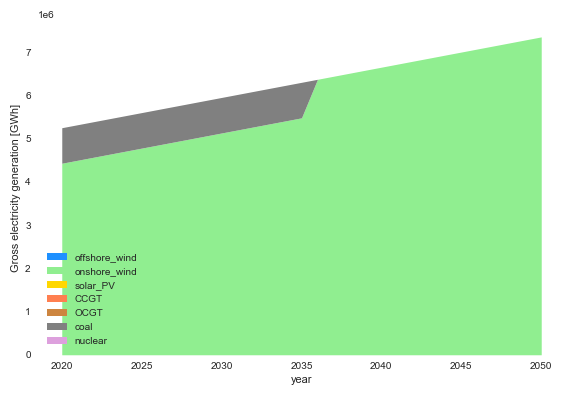 1e6
7
6
5
4
3
2
1
0
Gross electricity generation [GWh]
offshore_wind
onshore_wind
solar_PV
CCGT
OCGT
coal
nuclear
2020 2025 2030 2035 2040 2045 2050
year